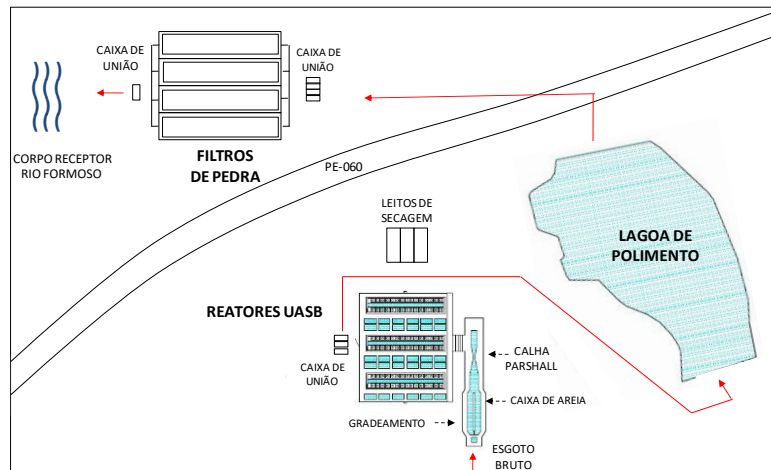 CAIXA DE
UNIÃO
CAIXA DE
UNIÃO
CORPO RECEPTOR
RIO FORMOSO
FILTROS
DE PEDRA
PE-060
LEITOS DE
SECAGEM
LAGOA DE
POLIMENTO
REATORES UASB
CAIXA DE
UNIÃO
CALHA
PARSHALL
CAIXA DE AREIA
GRADEAMENTO
ESGOTO
BRUTO